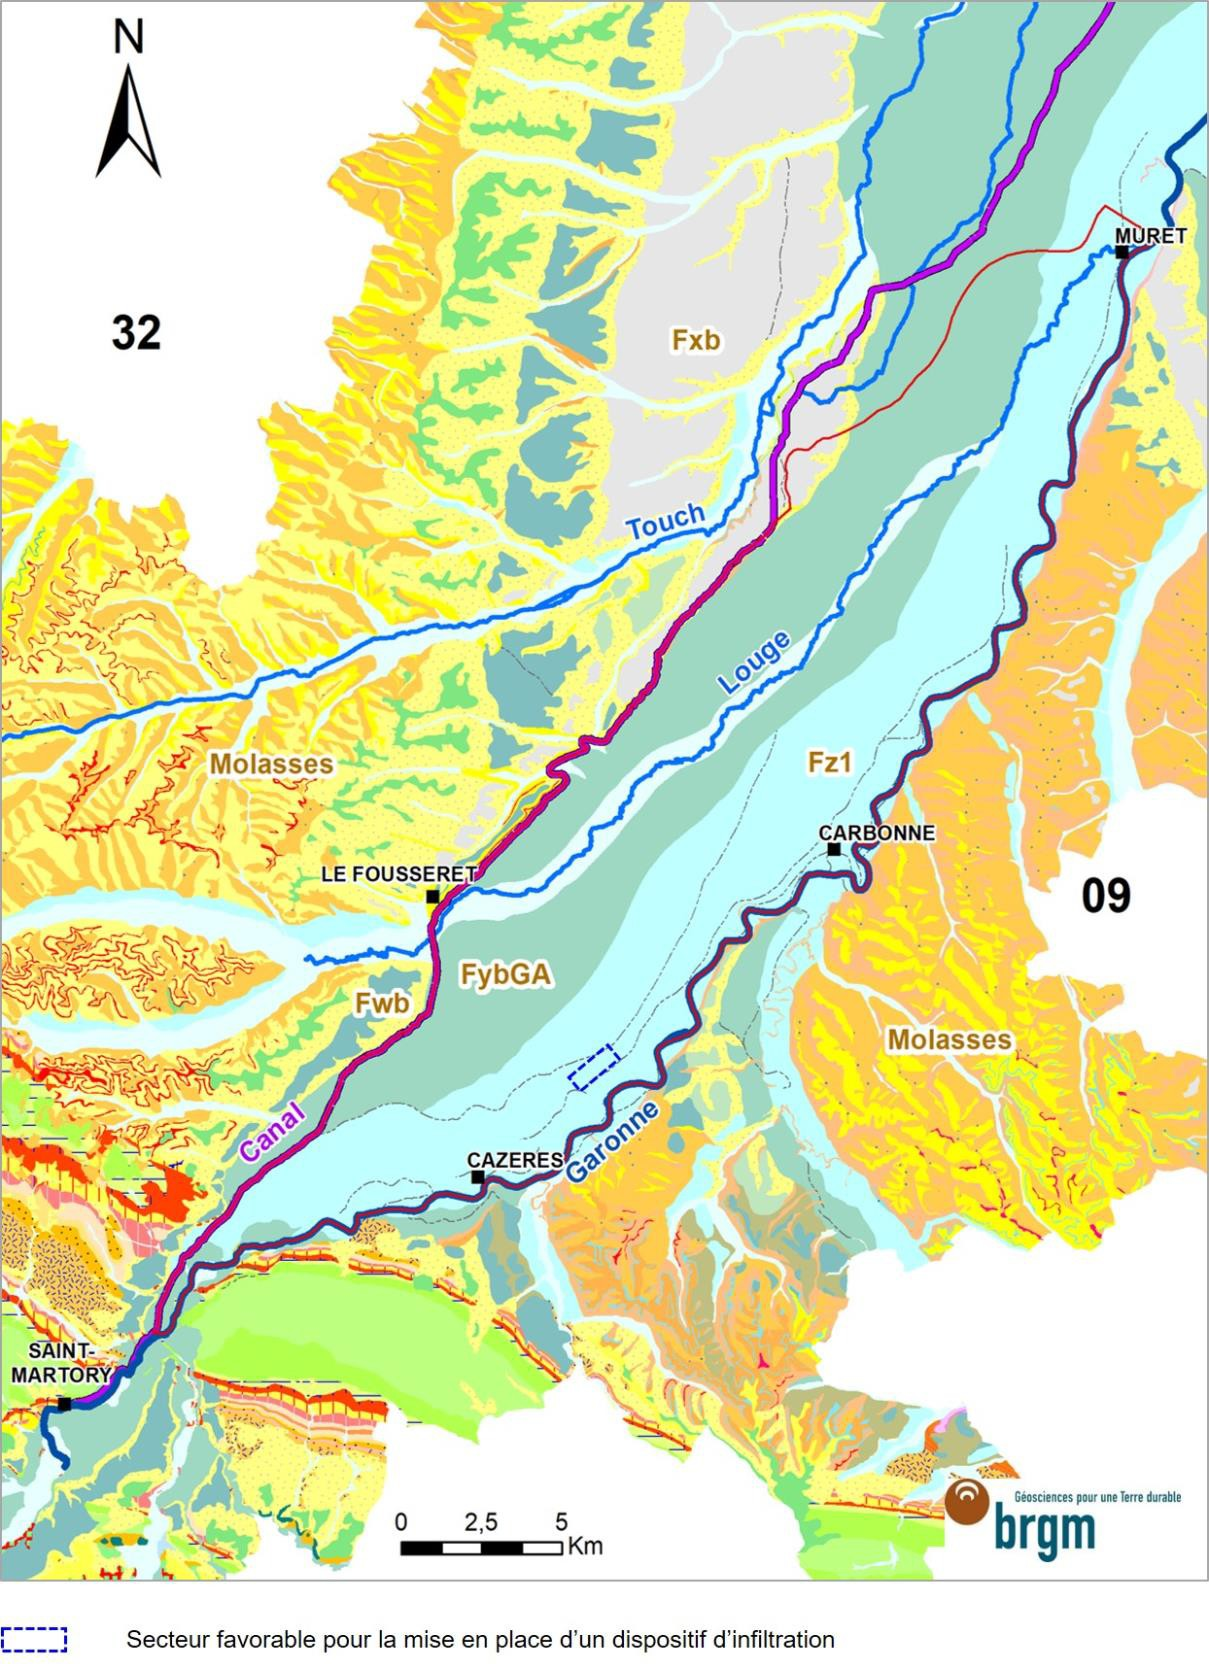 N
MURET
32
Fxb
Touch
Louge
Molasses
Fz1
CARBONNE
LE FOUSSERET
09
FybGA
Fwb
Molasses
Canal
Garonne
CAZERES
SAINT-
MARTORY
Géosciences pour une Terre durable
brgm
0 2,5 5
Km
Secteur favorable pour la mise en place d’un dispositif d’infiltration